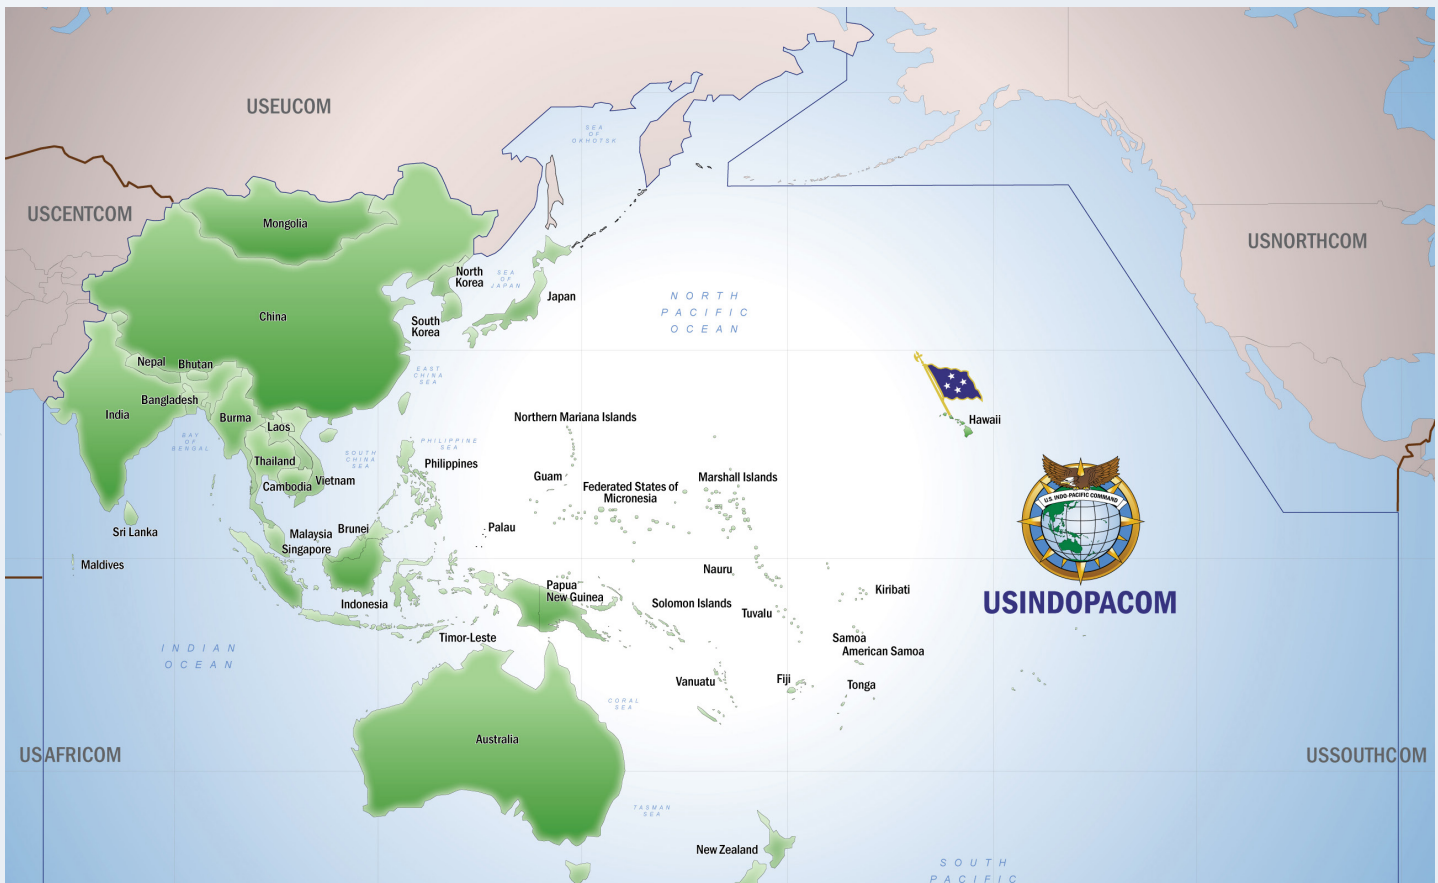 USEUCOM
SEA
OF
OKHOTSK
USCENTCOM
Mongolia
USNORTHCOM
North
Korea
SEA
OF
JAPAN
Japan
NORTH
PACIFIC
OCEAN
China
South
Korea
Nepal
Bhutan
EAST
CHINA
SEA
Bangladesh
India
Burma
Laos
Northern Mariana Islands
Hawaii
BAY
OF
BENGAL
SOUTH
CHINA
SEA
PHILIPPINE
SEA
Thailand
Philippines
Cambodia
Vietnam
Guam
Federated States of
Micronesia
Marshall Islands
U.S. INDO-PACIFIC COMMAND
Sri Lanka
Malaysia
Brunei
Palau
Singapore
Maldives
Nauru
Papua
New Guinea
Kiribati
USINDOPACOM
Indonesia
Solomon Islands
Tuvalu
Timor-Leste
Samoa
American Samoa
INDIAN
OCEAN
Vanuatu
Fiji
Tonga
CORAL
SEA
Australia
USAFRICOM
USSOUTHCOM
TASMAN
SEA
New Zealand
SOUTH
PACIFIC